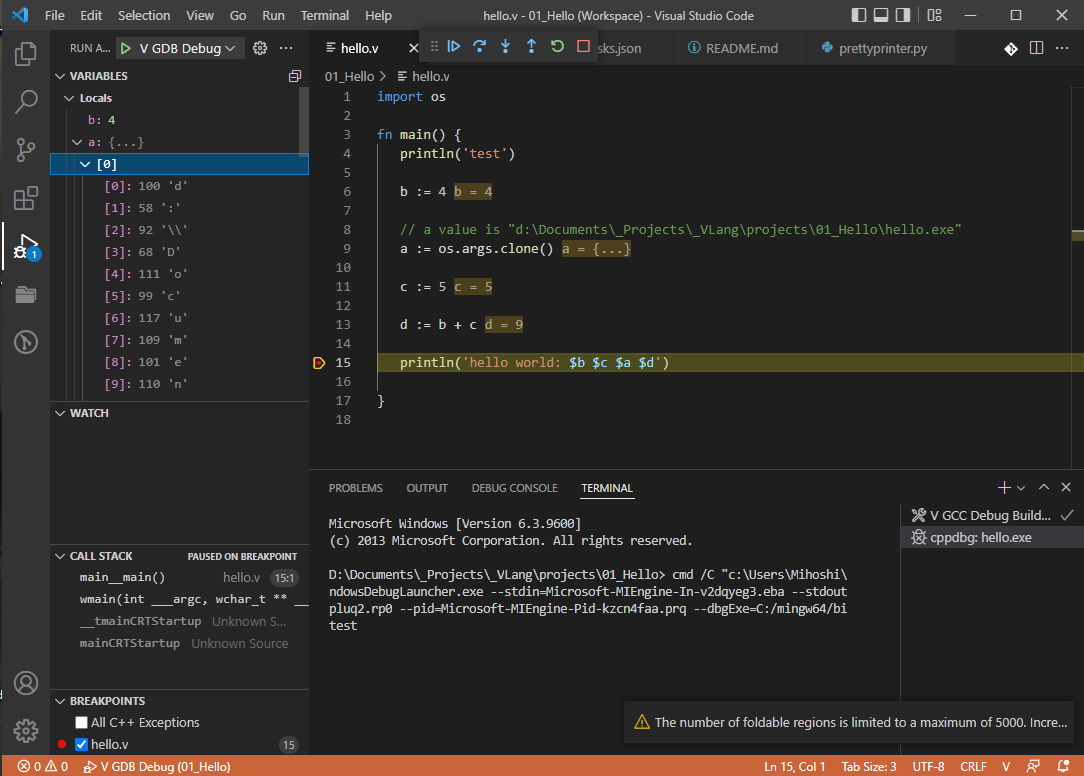 File Edit Selection View Go Run Terminal Help hello.v - 01_Hello (Workspace) - Visual Studio Code
RUN A... V GDB Debug ...
hello.v sks.json README.md prettyprinter.py ...
VARIABLES
Locals
b: 4
a: {...}
[0]
[0]: 100 'd'
[1]: 58 ':'
[2]: 92 '\\'
[3]: 68 'D'
[4]: 111 'o'
[5]: 99 'c'
[6]: 117 'u'
[7]: 109 'm'
[8]: 101 'e'
[9]: 110 'n'
WATCH
CALL STACK PAUSED ON BREAKPOINT
main__main() hello.v 15:1
wmain(int ___argc, wchar_t ** __
__tmainCRTStartup Unknown S...
mainCRTStartup Unknown Source
BREAKPOINTS
All C++ Exceptions
hello.v 15
1
01_Hello > hello.v
1 import os
2
3 fn main() {
4 println('test')
5
6 b := 4 b = 4
7
8 // a value is "d:\Documents\_Projects\_VLang\projects\01_Hello\hello.exe"
9 a := os.args.clone() a = {...}
10
11 c := 5 c = 5
12
13 d := b + c d = 9
14
15 println('hello world: $b $c $a $d')
16
17 }
18
PROBLEMS OUTPUT DEBUG CONSOLE TERMINAL
Microsoft Windows [Version 6.3.9600]
(c) 2013 Microsoft Corporation. All rights reserved.
D:\Documents\_Projects\_VLang\projects\01_Hello> cmd /C "c:\Users\Mihoshi\
ndowsDebugLauncher.exe --stdin=Microsoft-MIEngine-In-v2dqyeg3.eba --stdout
pluq2.rp0 --pid=Microsoft-MIEngine-Pid-kzcn4faa.prq --dbgExe=C:/mingw64/bi
test
V GCC Debug Build...
cppdbg: hello.exe
The number of foldable regions is limited to a maximum of 5000. Incre...
0 0 V GDB Debug (01_Hello) Ln 15, Col 1 Tab Size: 3 UTF-8 CRLF V